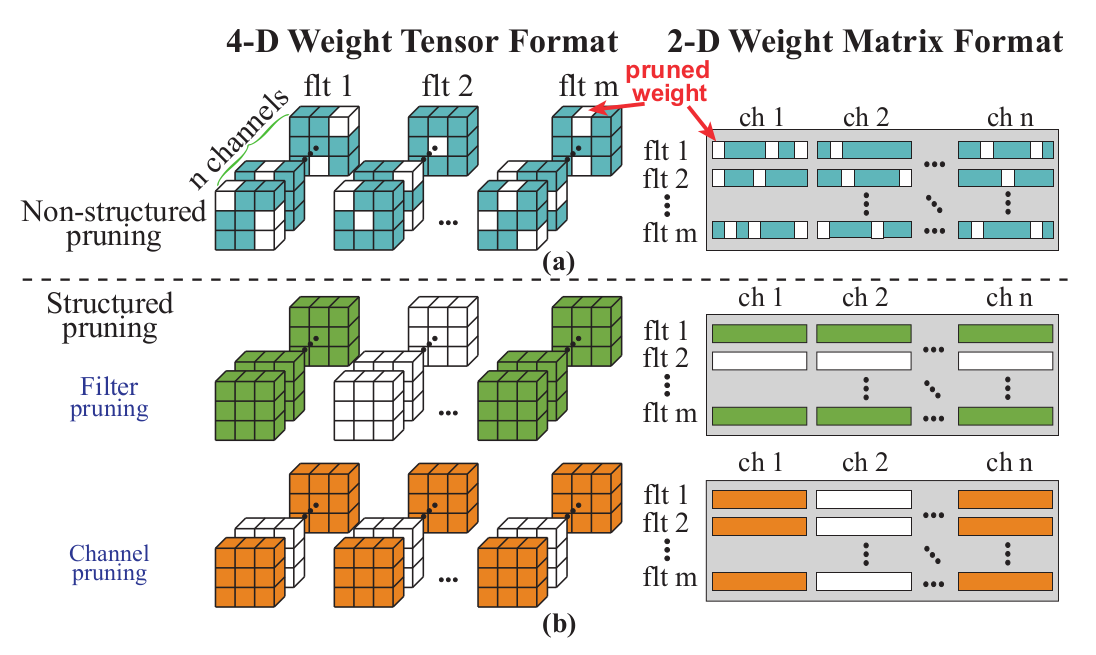 4-D Weight Tensor Format
2-D Weight Matrix Format
flt 1
flt 2
flt m
pruned
weight
n channels
Non-structured
pruning
...
ch 1
ch 2
ch n
flt 1
flt 2
flt m
...
...
(a)
Structured
pruning
Filter
pruning
...
ch 1
ch 2
ch n
flt 1
flt 2
flt m
...
...
Channel
pruning
...
ch 1
ch 2
ch n
flt 1
flt 2
flt m
...
...
(b)